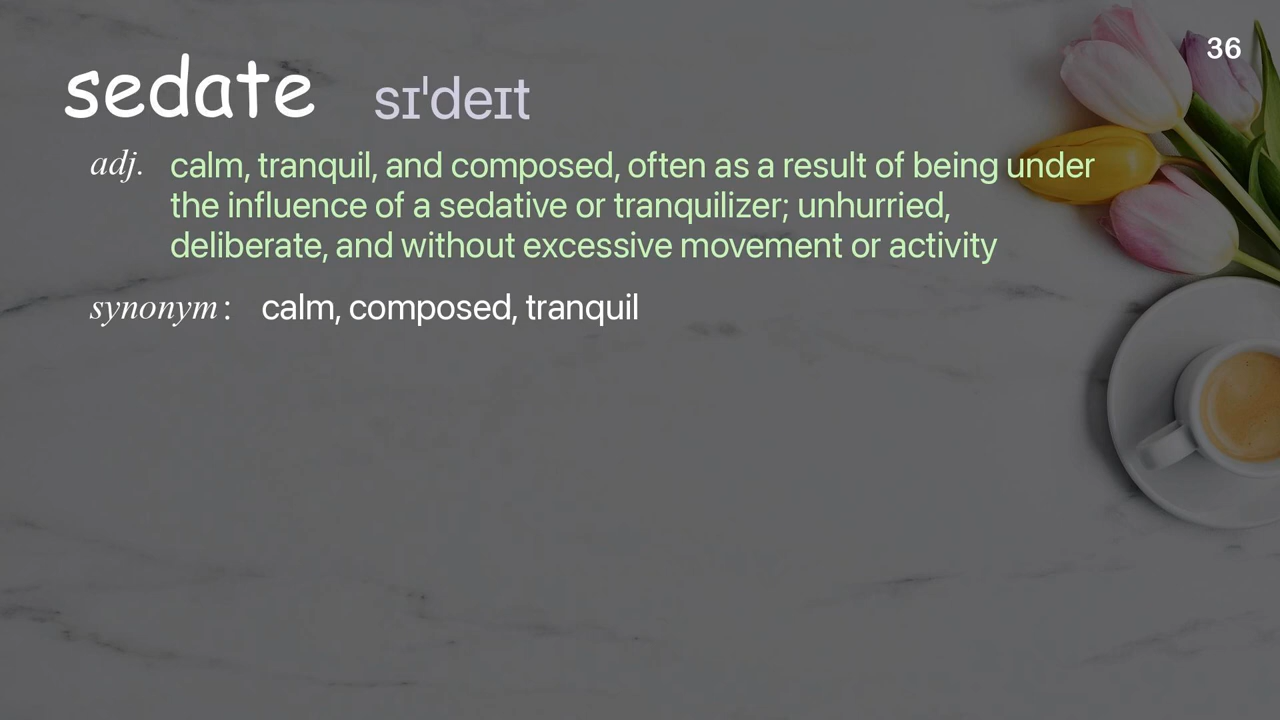 36
sedate sɪˈdeɪt
adj. calm, tranquil, and composed, often as a result of being under
the influence of a sedative or tranquilizer; unhurried,
deliberate, and without excessive movement or activity
synonym: calm, composed, tranquil